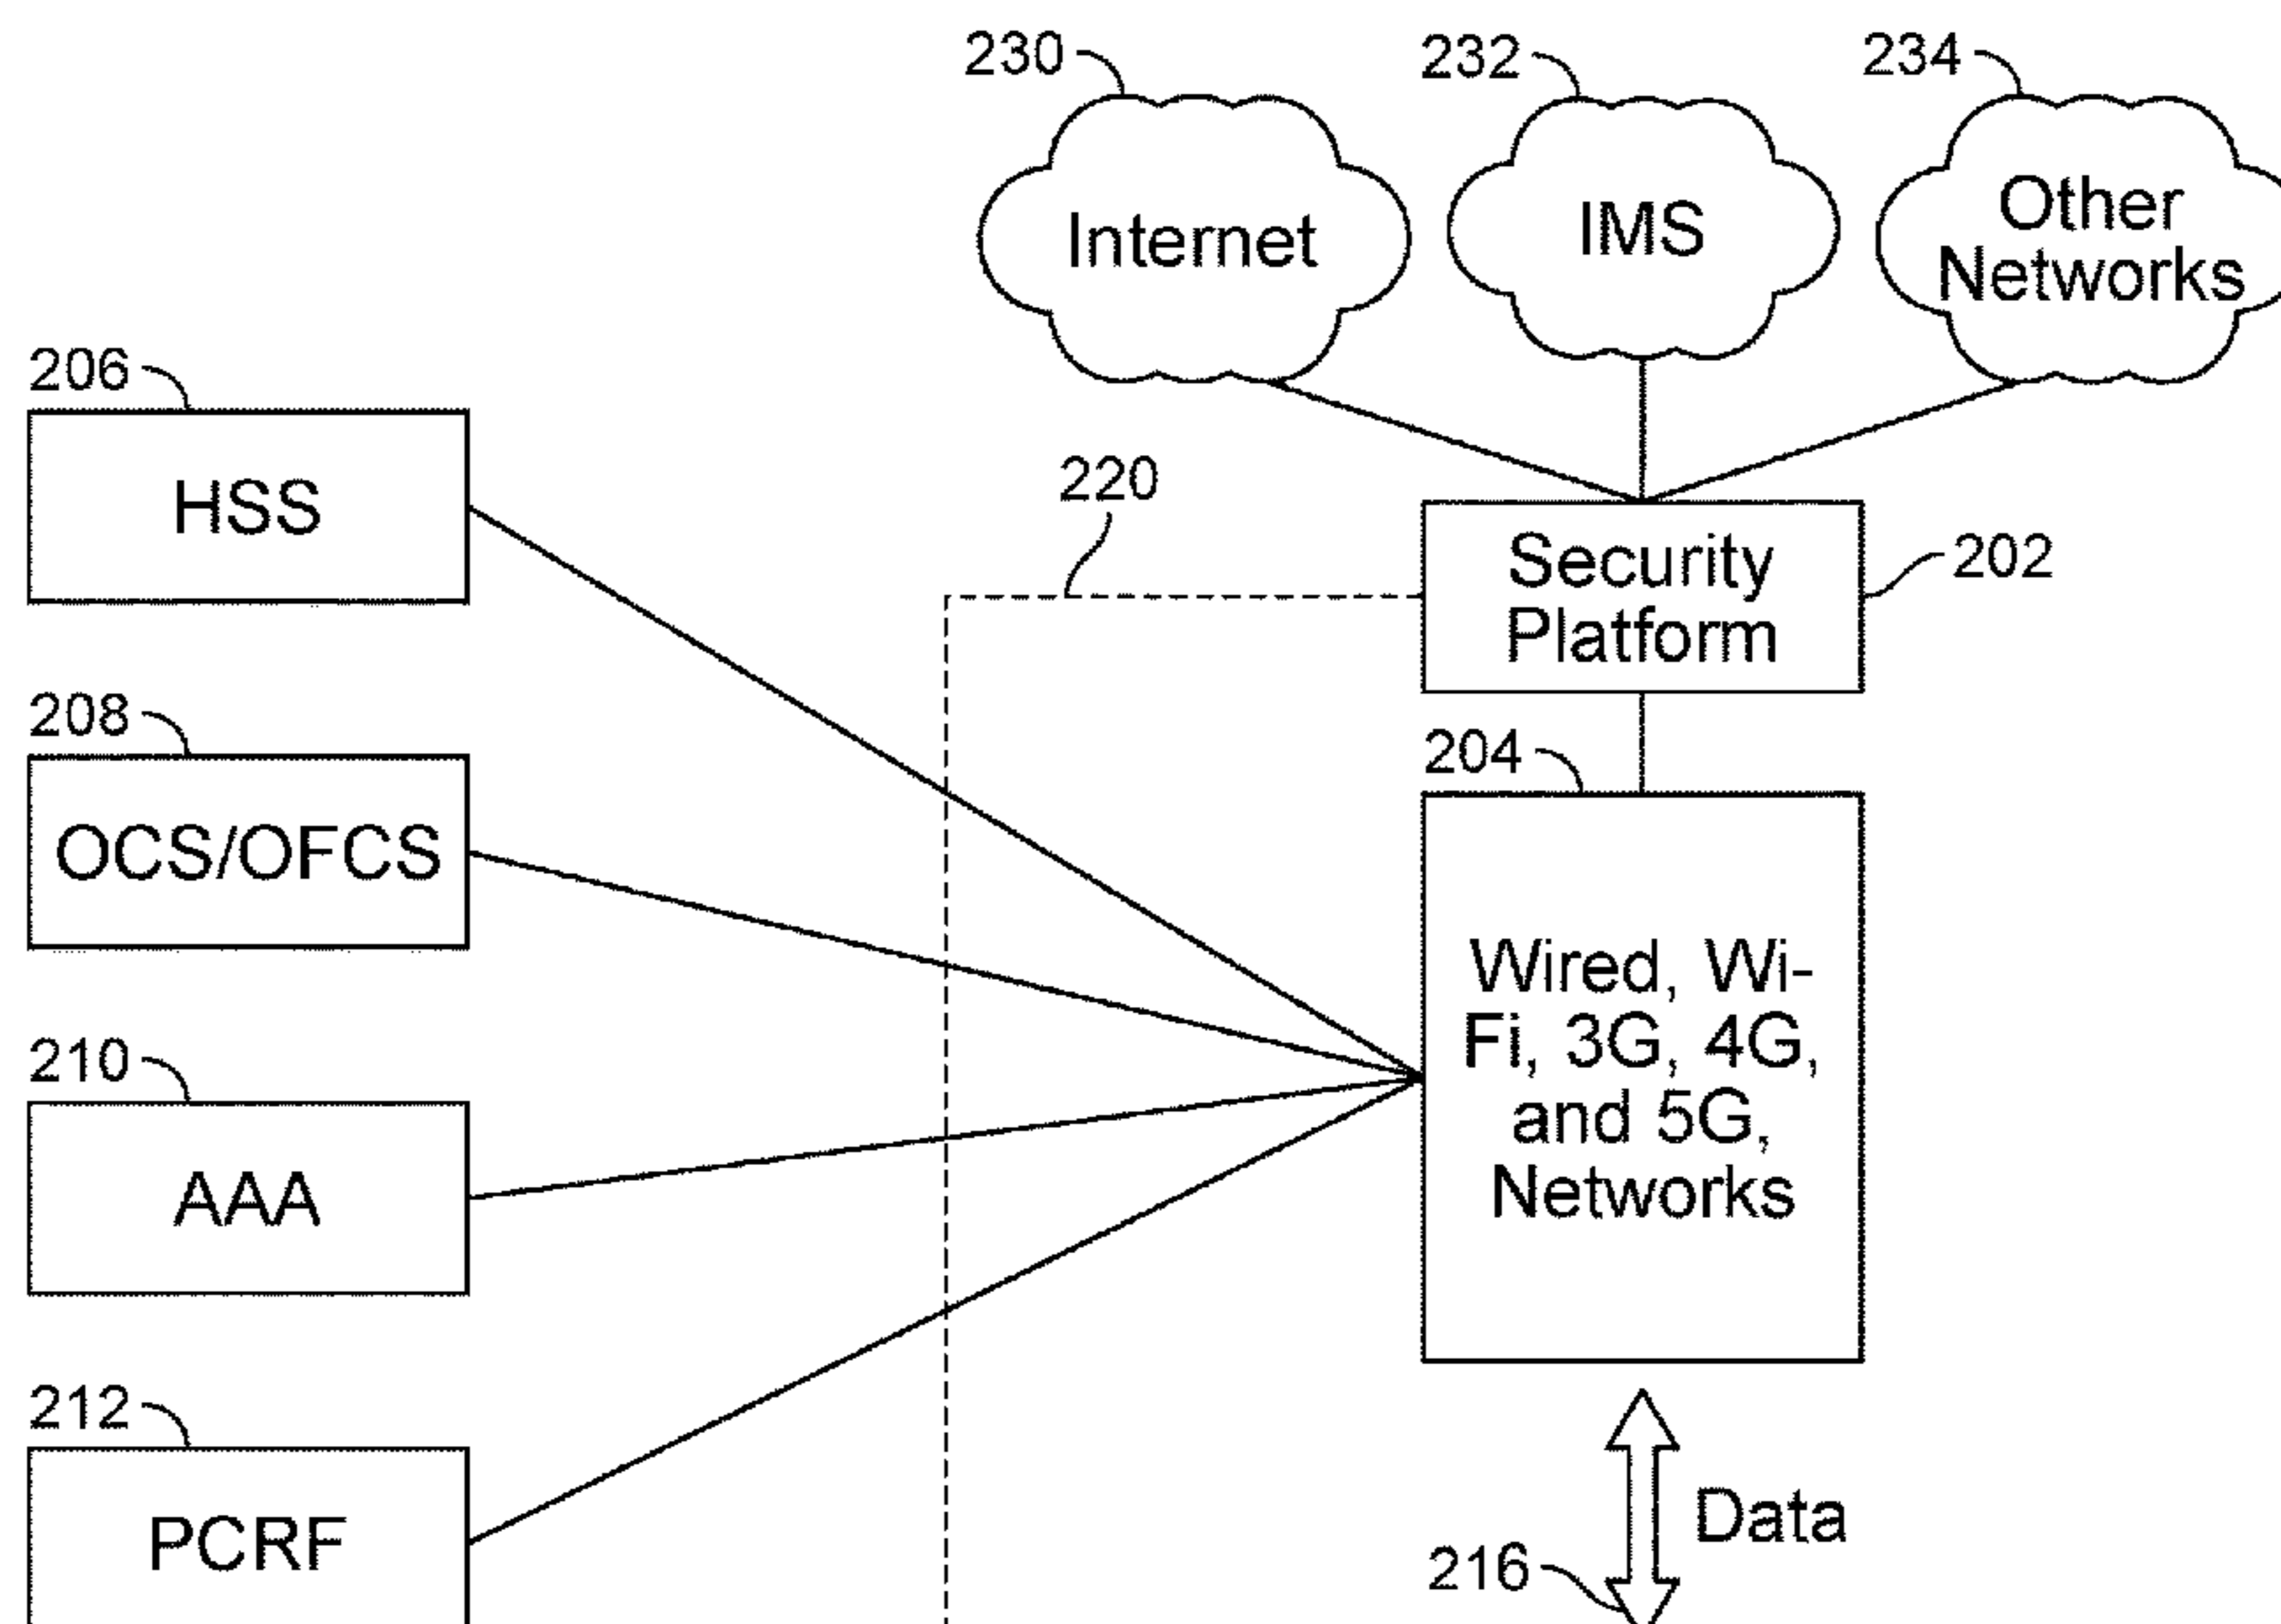 230
232
234
Internet
IMS
Other
Networks
206
HSS
220
Security
Platform
202
208
OCS/OFCS
204
Wired, Wi-
Fi, 3G, 4G,
and 5G,
Networks
210
AAA
212
PCRF
Data
216